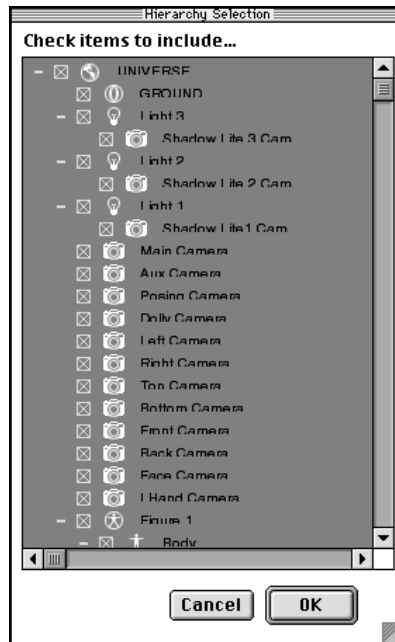 Hierarchy Selection
Check items to include...
UNIVERSE
GROUND
Light 3
Shadow Lite 3 Cam
Light 2
Shadow Lite 2 Cam
Light 1
Shadow Lite1 Cam
Main Camera
Aux Camera
Posing Camera
Dolly Camera
Left Camera
Right Camera
Top Camera
Bottom Camera
Front Camera
Back Camera
Face Camera
LHand Camera
Figure 1
Body
Cancel
OK